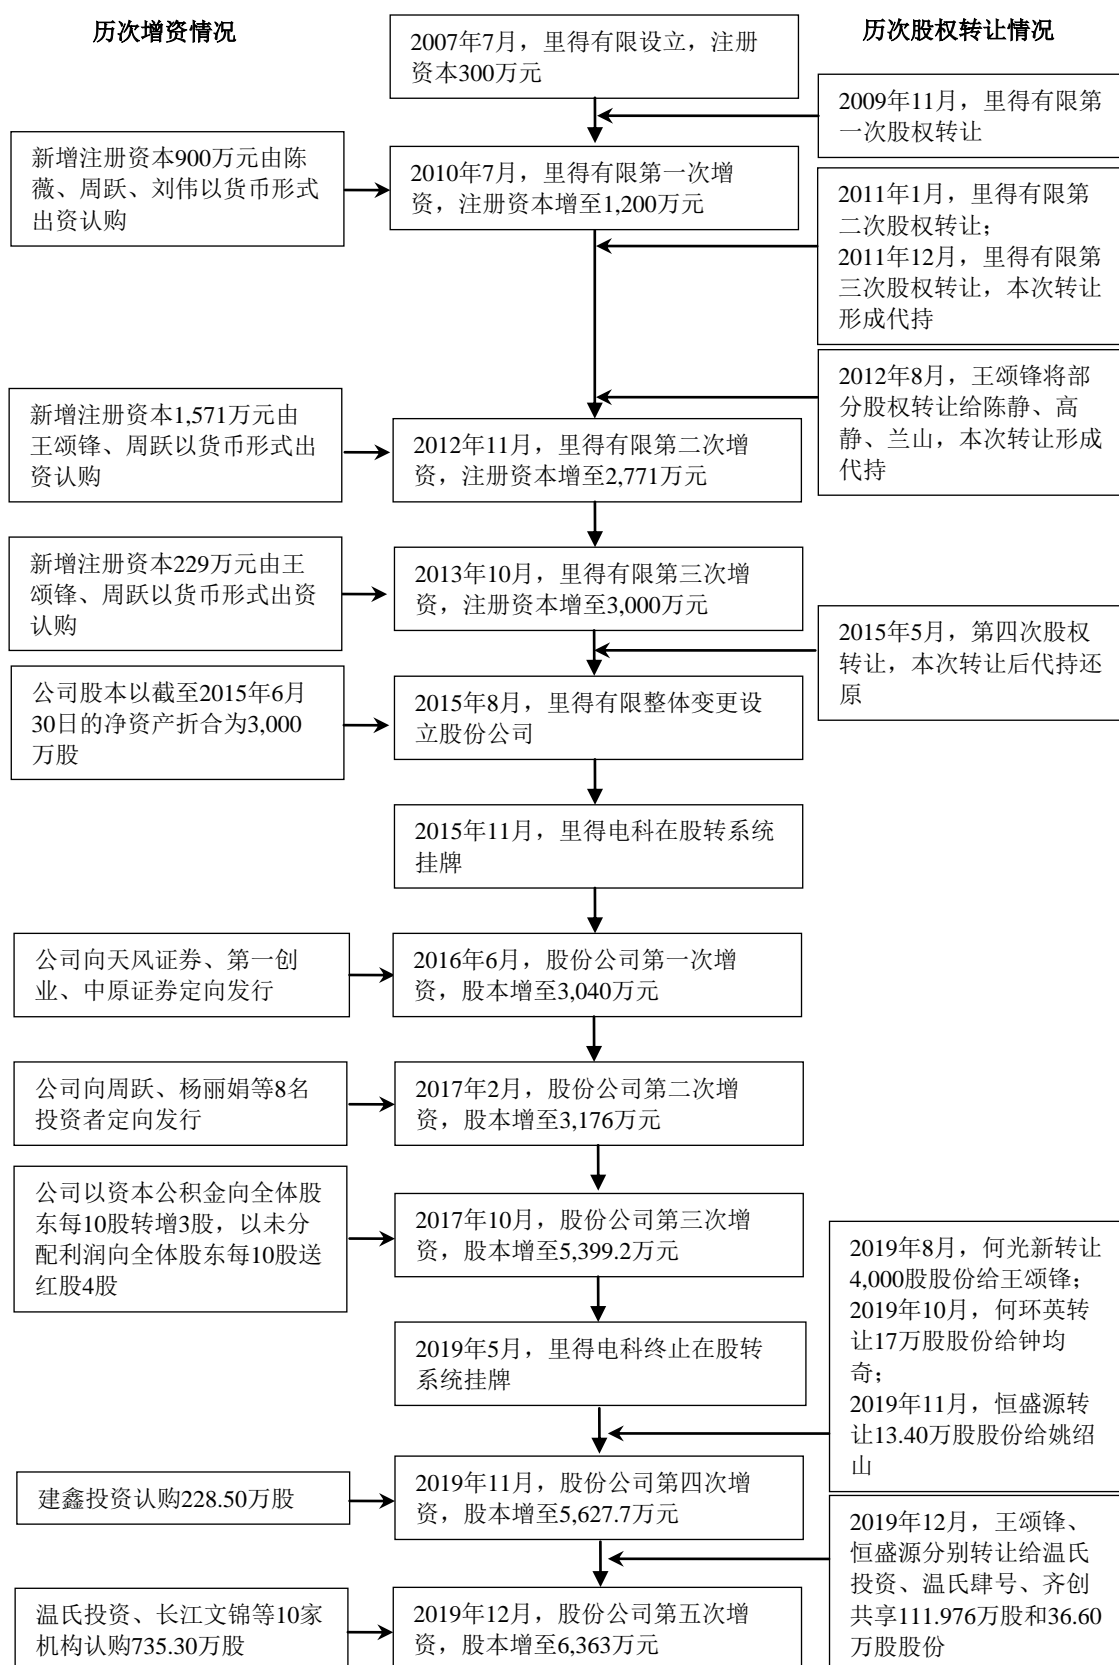 历次增资情况
历次股权转让情况
2007年7月，里得有限设立，注册
资本300万元
2009年11月，里得有限第
一次股权转让
新增注册资本900万元由陈
薇、周跃、刘伟以货币形式
出资认购
2010年7月，里得有限第一次增
资，注册资本增至1,200万元
2011年1月，里得有限第
二次股权转让；
2011年12月，里得有限第
三次股权转让，本次转让
形成代持
2012年8月，王颂锋将部
分股权转让给陈静、高
静、兰山，本次转让形成
代持
新增注册资本1,571万元由
王颂锋、周跃以货币形式出
资认购
2012年11月，里得有限第二次增
资，注册资本增至2,771万元
新增注册资本229万元由王
颂锋、周跃以货币形式出资
认购
2013年10月，里得有限第三次增
资，注册资本增至3,000万元
2015年5月，第四次股权
转让，本次转让后代持还
原
公司股本以截至2015年6月
30日的净资产折合为3,000
万股
2015年8月，里得有限整体变更设
立股份公司
2015年11月，里得电科在股转系统
挂牌
公司向天风证券、第一创
业、中原证券定向发行
2016年6月，股份公司第一次增
资，股本增至3,040万元
公司向周跃、杨丽娟等8名
投资者定向发行
2017年2月，股份公司第二次增
资，股本增至3,176万元
公司以资本公积金向全体股
东每10股转增3股，以未分
配利润向全体股东每10股送
红股4股
2017年10月，股份公司第三次增
资，股本增至5,399.2万元
2019年5月，里得电科终止在股转
系统挂牌
2019年8月，何光新转让
4,000股股份给王颂锋；
2019年10月，何环英转
让17万股股份给钟均
奇；
2019年11月，恒盛源转
让13.40万股股份给姚绍
山
建鑫投资认购228.50万股
2019年11月，股份公司第四次增
资，股本增至5,627.7万元
2019年12月，王颂锋、
恒盛源分别转让给温氏
投资、温氏肆号、齐创
共享111.976万股和36.60
万股股份
温氏投资、长江文锦等10家
机构认购735.30万股
2019年12月，股份公司第五次增
资，股本增至6,363万元